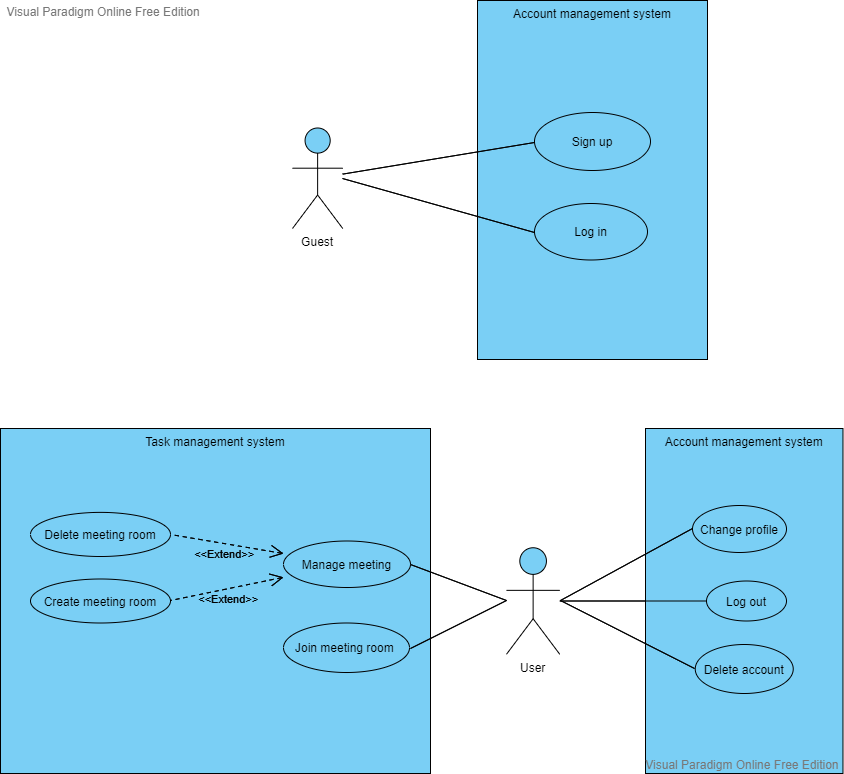 Visual Paradigm Online Free Edition
Account management system
Sign up
Log in
Guest
Task management system
Delete meeting room
<<Extend>>
Manage meeting
Create meeting room
<<Extend>>
Join meeting room
User
Account management system
Change profile
Log out
Delete account
Visual Paradigm Online Free Edition